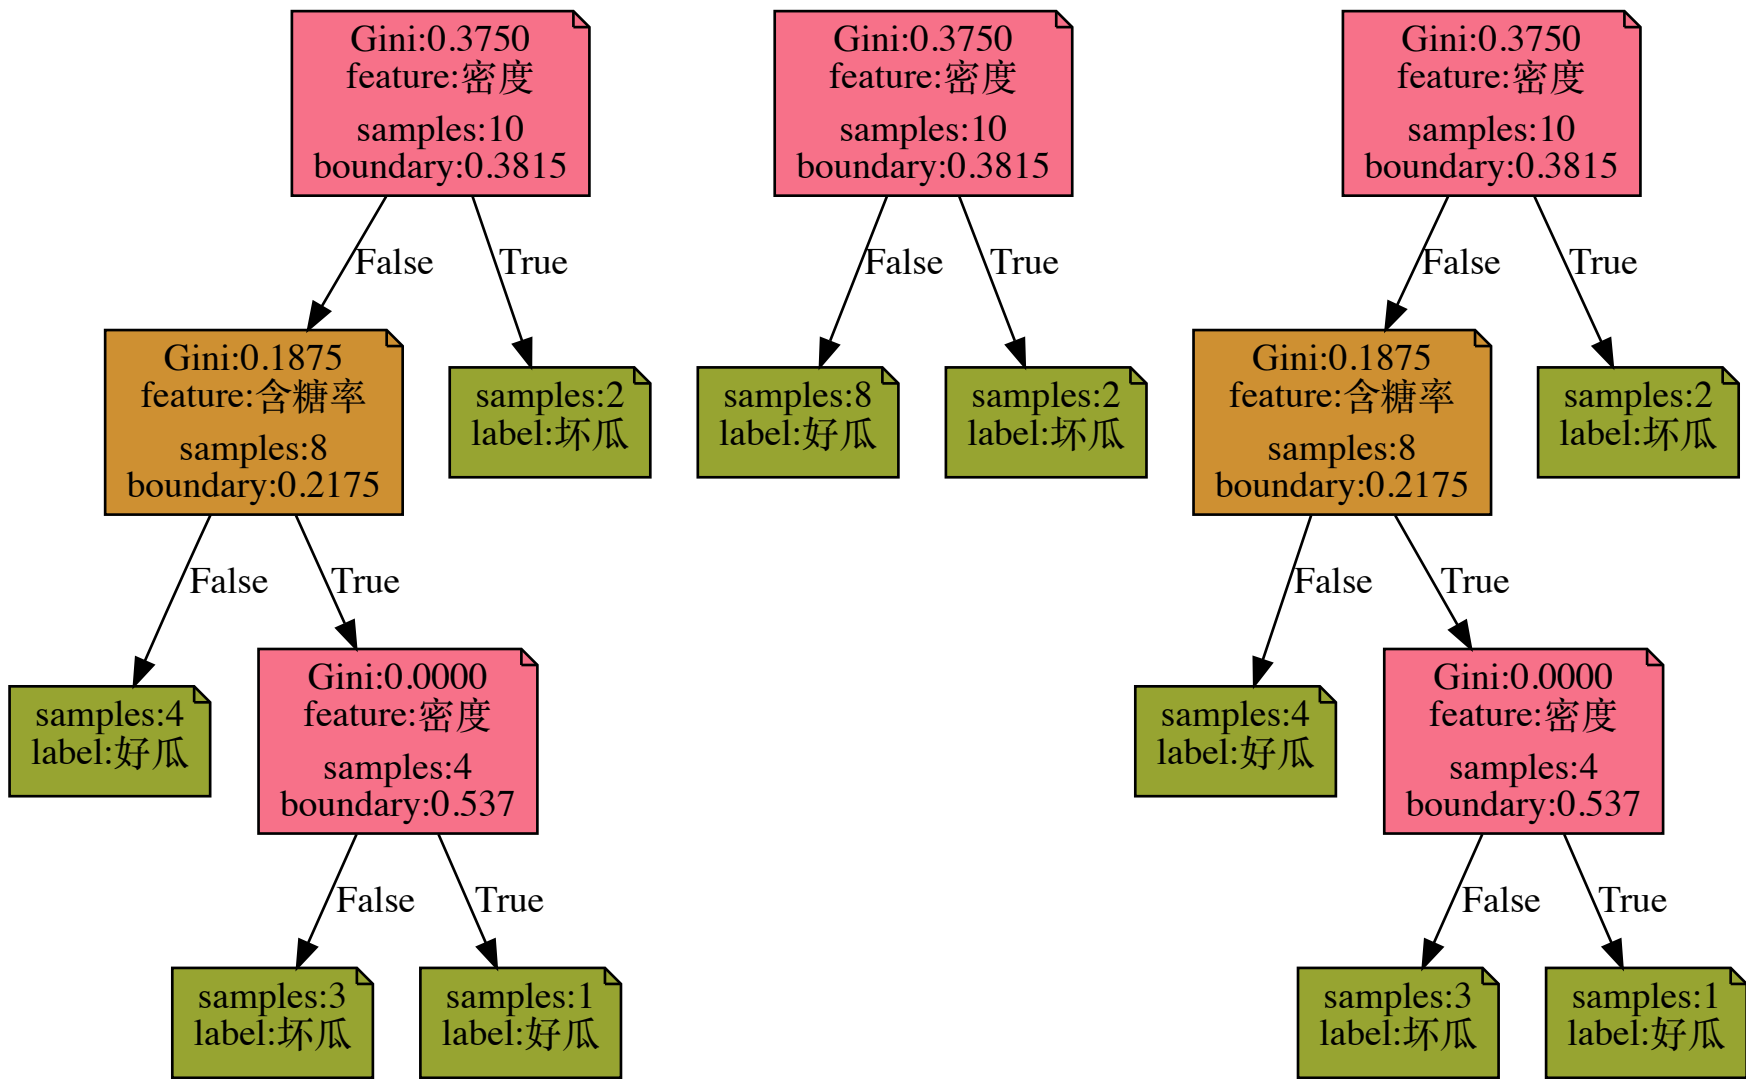 Gini:0.3750
feature:密度
samples:10
boundary:0.3815
False
True
Gini:0.1875
feature:含糖率
samples:8
boundary:0.2175
samples:2
label:坏瓜
False
True
samples:4
label:好瓜
Gini:0.0000
feature:密度
samples:4
boundary:0.537
False
True
samples:3
label:坏瓜
samples:1
label:好瓜
Gini:0.3750
feature:密度
samples:10
boundary:0.3815
False
True
samples:8
label:好瓜
samples:2
label:坏瓜
Gini:0.3750
feature:密度
samples:10
boundary:0.3815
False
True
Gini:0.1875
feature:含糖率
samples:8
boundary:0.2175
samples:2
label:坏瓜
False
True
samples:4
label:好瓜
Gini:0.0000
feature:密度
samples:4
boundary:0.537
False
True
samples:3
label:坏瓜
samples:1
label:好瓜